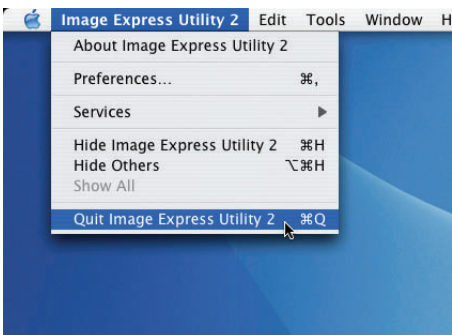 Image Express Utility 2 Edit Tools Window H
About Image Express Utility 2
Preferences... ⌘,
Services ▶
Hide Image Express Utility 2 ⌘H
Hide Others ⌥⌘H
Show All
Quit Image Express Utility 2 ⌘Q